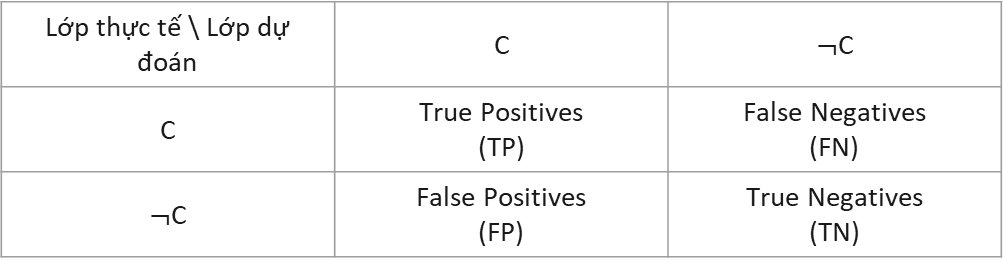 Lớp thực tế \ Lớp dự
đoán
C
¬C
C
True Positives
(TP)
False Negatives
(FN)
¬C
False Positives
(FP)
True Negatives
(TN)